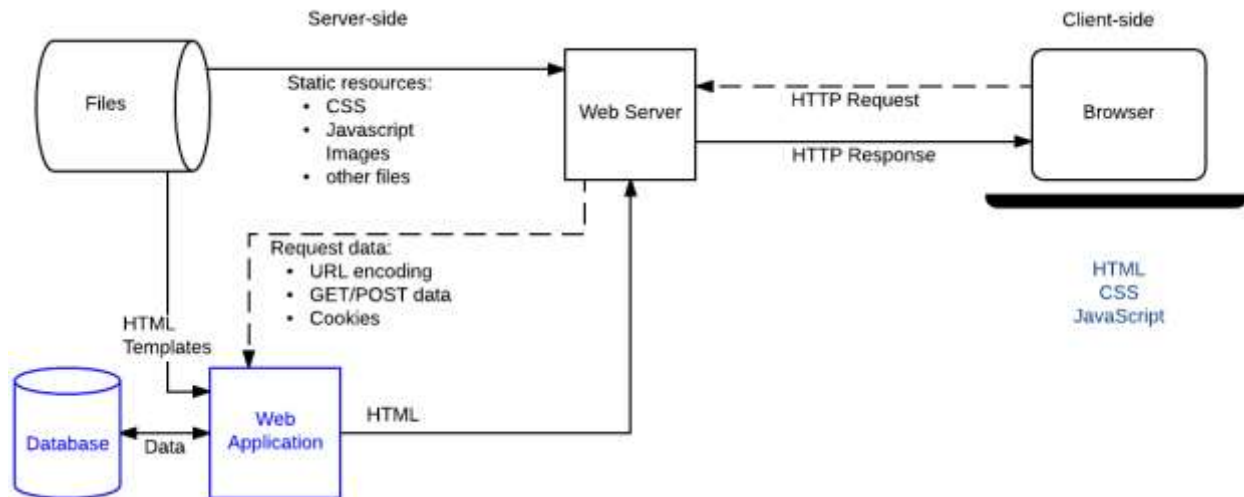 Server-side
Client-side
Files
Static resources:
• CSS
• Javascript
Images
• other files
Web Server
HTTP Request
HTTP Response
Browser
Request data:
• URL encoding
• GET/POST data
• Cookies
HTML
CSS
JavaScript
HTML
Templates
Database
Data
Web
Application
HTML